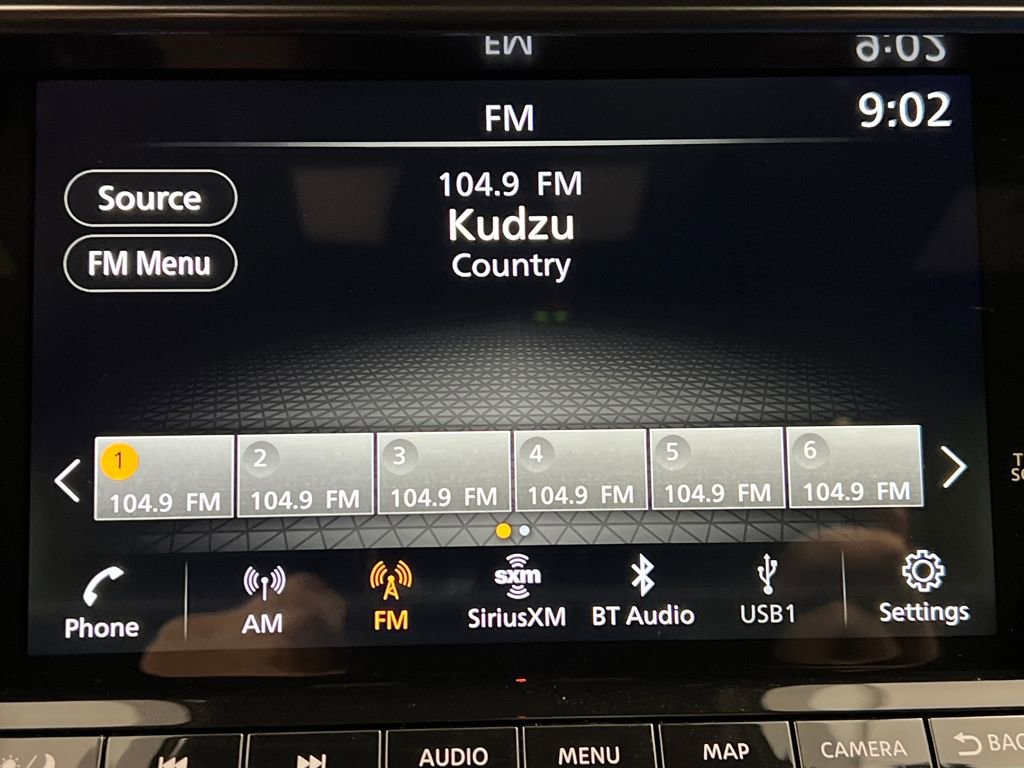 FM
9:02
Source
104.9 FM
Kudzu
Country
FM Menu
1 2 3 4 5 6
104.9 FM 104.9 FM 104.9 FM 104.9 FM 104.9 FM 104.9 FM
sxm
Phone AM FM SiriusXM BT Audio USB1 Settings
AUDIO MENU MAP CAMERA